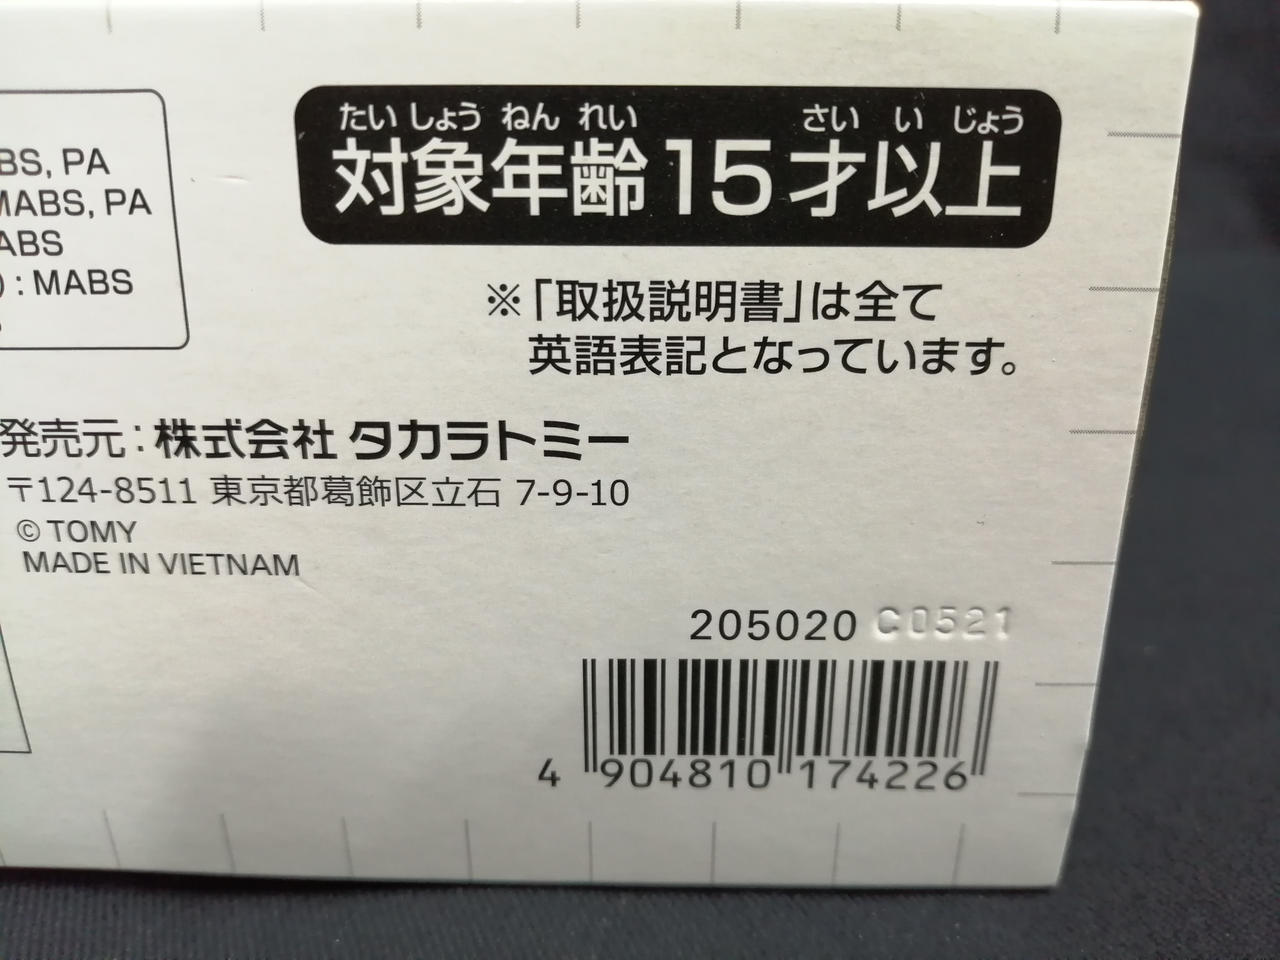 BS, PA
MABS, PA
ABS
) : MABS
たい しょう ねん れい さい い じょう
対象年齢15才以上
※「取扱説明書」は全て
英語表記となっています。
発売元：株式会社 タカラトミー
〒124-8511 東京都葛飾区立石 7-9-10
© TOMY
MADE IN VIETNAM
205020 C0521
4 904810 174226